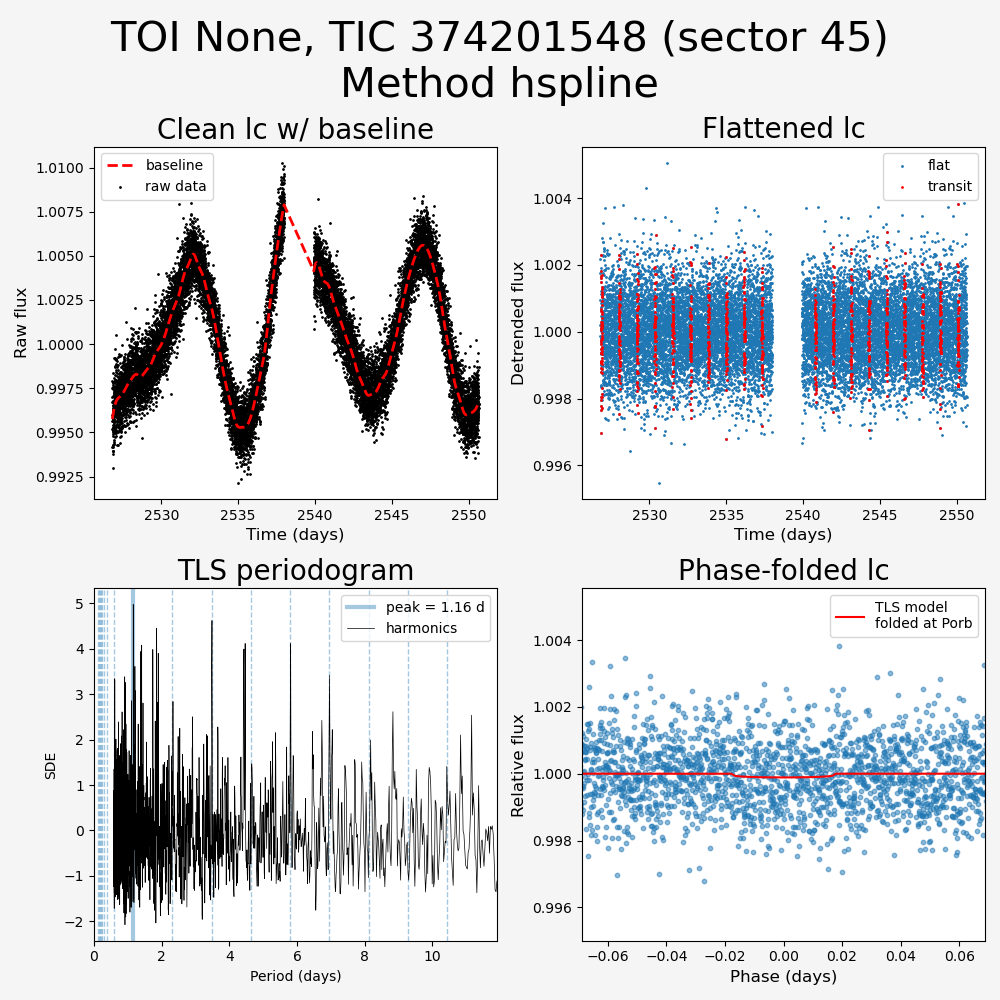 TOI None, TIC 374201548 (sector 45)
Method hspline
Clean lc w/ baseline
baseline
raw data
1.0100
1.0075
1.0050
1.0025
1.0000
0.9975
0.9950
0.9925
Raw flux
2530
2535
2540
2545
2550
Time (days)
Flattened lc
flat
transit
1.004
1.002
1.000
0.998
0.996
Detrended flux
2530
2535
2540
2545
2550
Time (days)
TLS periodogram
peak = 1.16 d
harmonics
5
4
3
2
1
0
−1
−2
SDE
0
2
4
6
8
10
Period (days)
Phase-folded lc
TLS model
folded at Porb
1.004
1.002
1.000
0.998
0.996
Relative flux
−0.06
−0.04
−0.02
0.00
0.02
0.04
0.06
Phase (days)